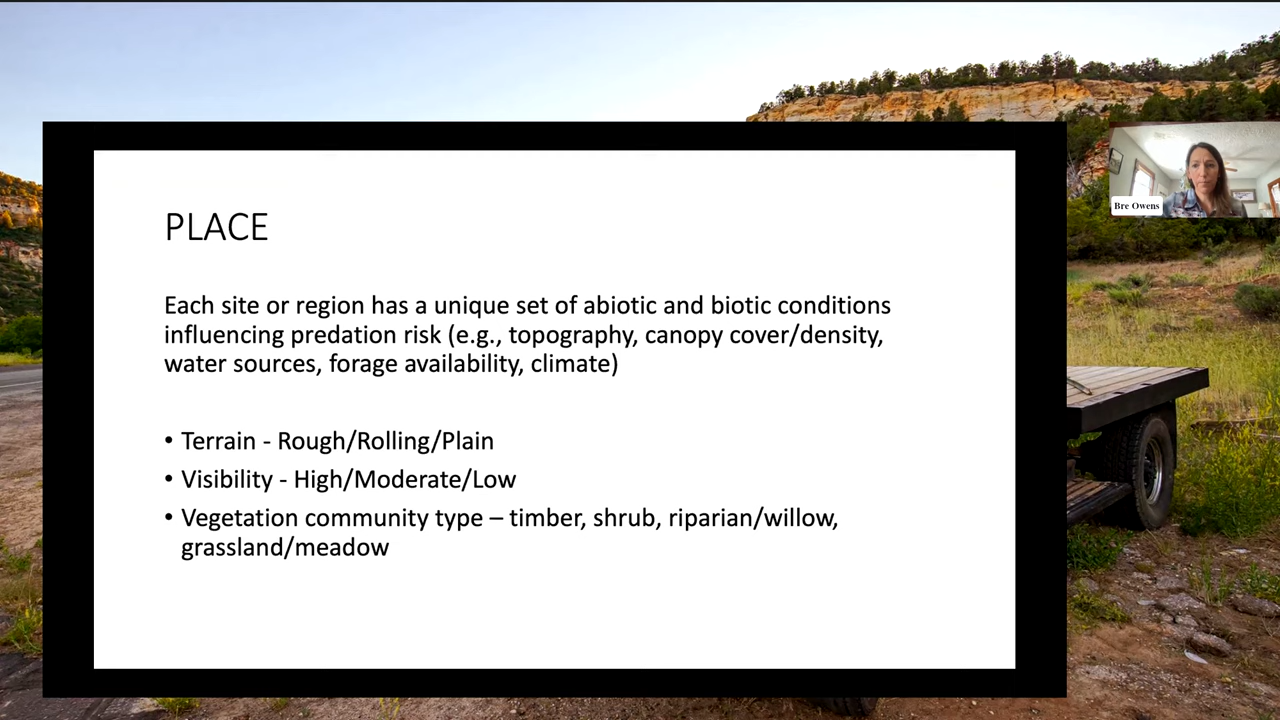 PLACE
Each site or region has a unique set of abiotic and biotic conditions
influencing predation risk (e.g., topography, canopy cover/density,
water sources, forage availability, climate)
• Terrain - Rough/Rolling/Plain
• Visibility - High/Moderate/Low
• Vegetation community type – timber, shrub, riparian/willow,
grassland/meadow
Bre Owens